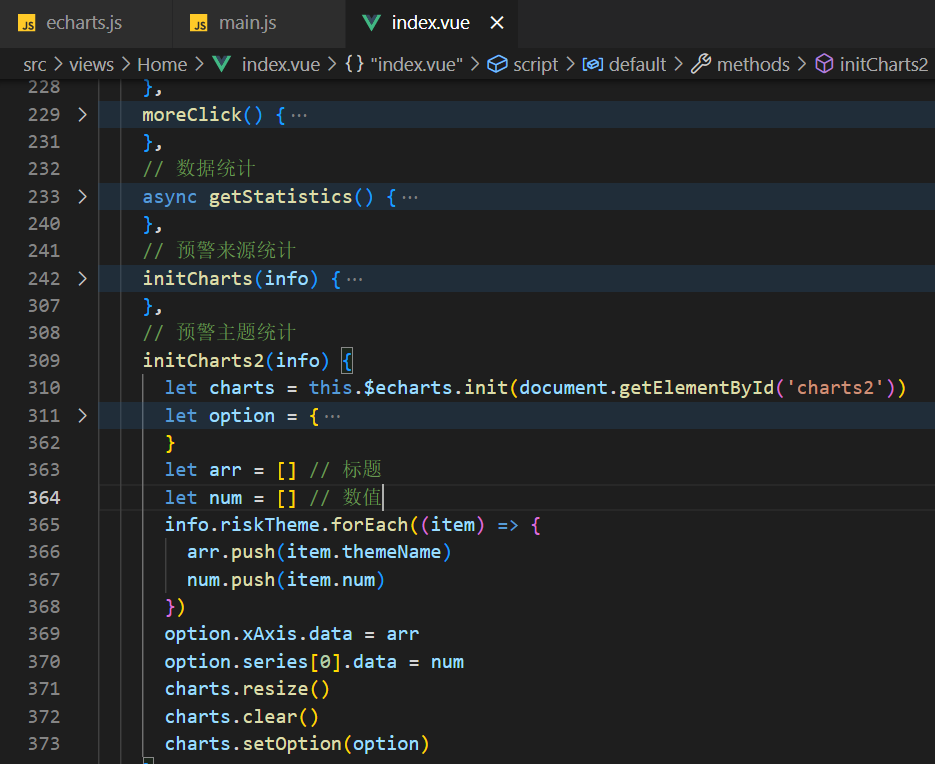 JS echarts.js JS main.js index.vue ×
src > views > Home > index.vue > {} "index.vue" > script > default > methods > initCharts2
228 },
229 > moreClick() { ···
231 },
232 // 数据统计
233 > async getStatistics() { ···
240 },
241 // 预警来源统计
242 > initCharts(info) { ···
307 },
308 // 预警主题统计
309 initCharts2(info) {
310 let charts = this.$echarts.init(document.getElementById('charts2'))
311 > let option = { ···
362 }
363 let arr = [] // 标题
364 let num = [] // 数值
365 info.riskTheme.forEach((item) => {
366 arr.push(item.themeName)
367 num.push(item.num)
368 })
369 option.xAxis.data = arr
370 option.series[0].data = num
371 charts.resize()
372 charts.clear()
373 charts.setOption(option)